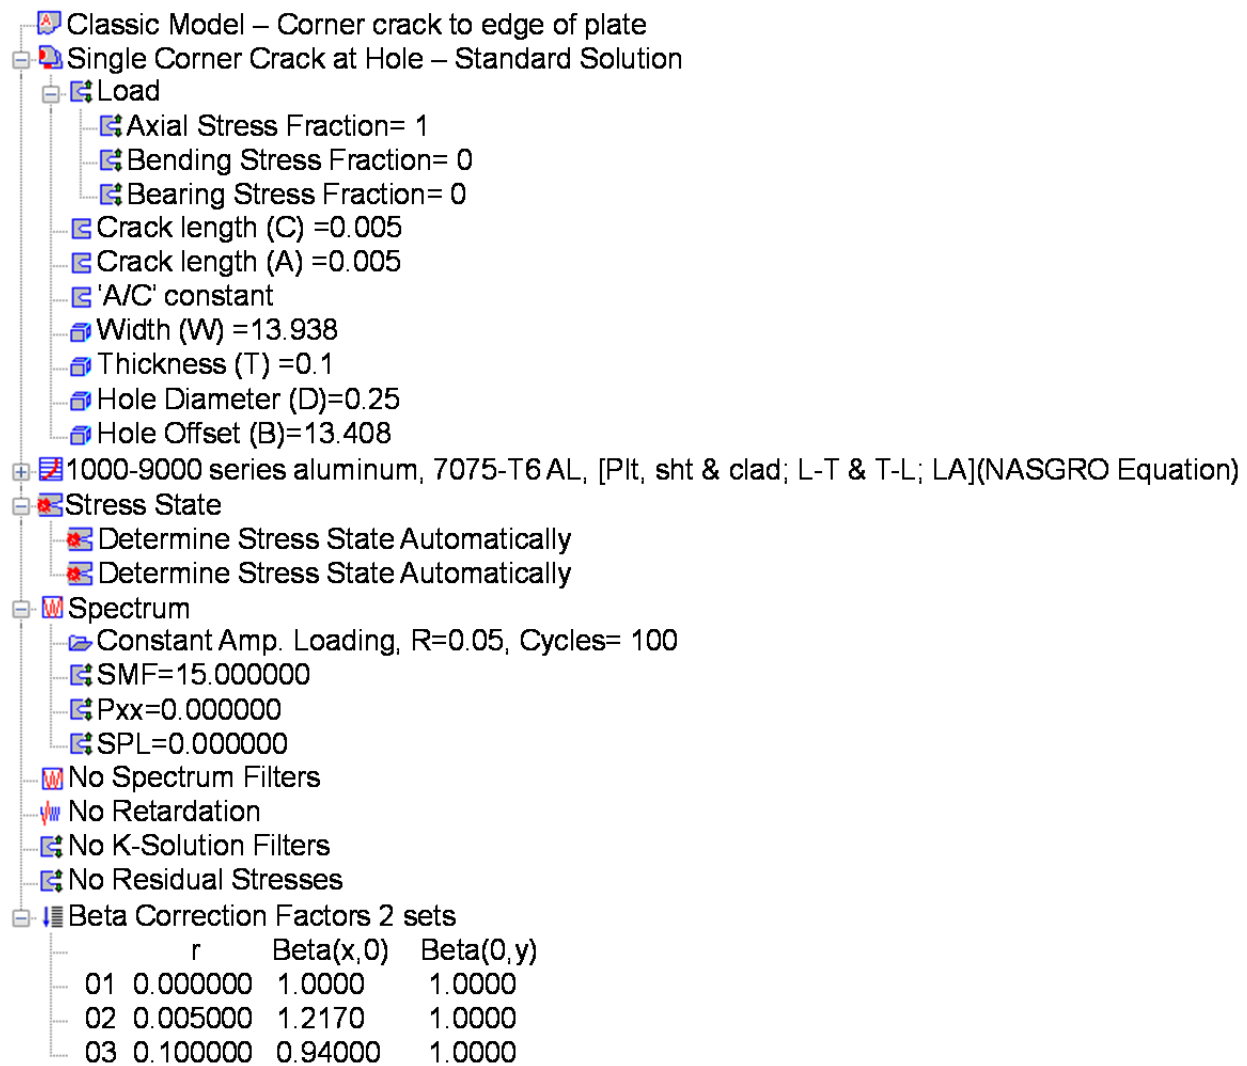 Classic Model – Corner crack to edge of plate
Single Corner Crack at Hole – Standard Solution
Load
Axial Stress Fraction= 1
Bending Stress Fraction= 0
Bearing Stress Fraction= 0
Crack length (C) =0.005
Crack length (A) =0.005
'A/C' constant
Width (W) =13.938
Thickness (T) =0.1
Hole Diameter (D)=0.25
Hole Offset (B)=13.408
1000-9000 series aluminum, 7075-T6 AL, [Plt, sht & clad; L-T & T-L; LA](NASGRO Equation)
Stress State
Determine Stress State Automatically
Determine Stress State Automatically
Spectrum
Constant Amp. Loading, R=0.05, Cycles= 100
SMF=15.000000
Pxx=0.000000
SPL=0.000000
No Spectrum Filters
No Retardation
No K-Solution Filters
No Residual Stresses
Beta Correction Factors 2 sets
r Beta(x,0) Beta(0,y)
01 0.000000 1.0000 1.0000
02 0.005000 1.2170 1.0000
03 0.100000 0.94000 1.0000